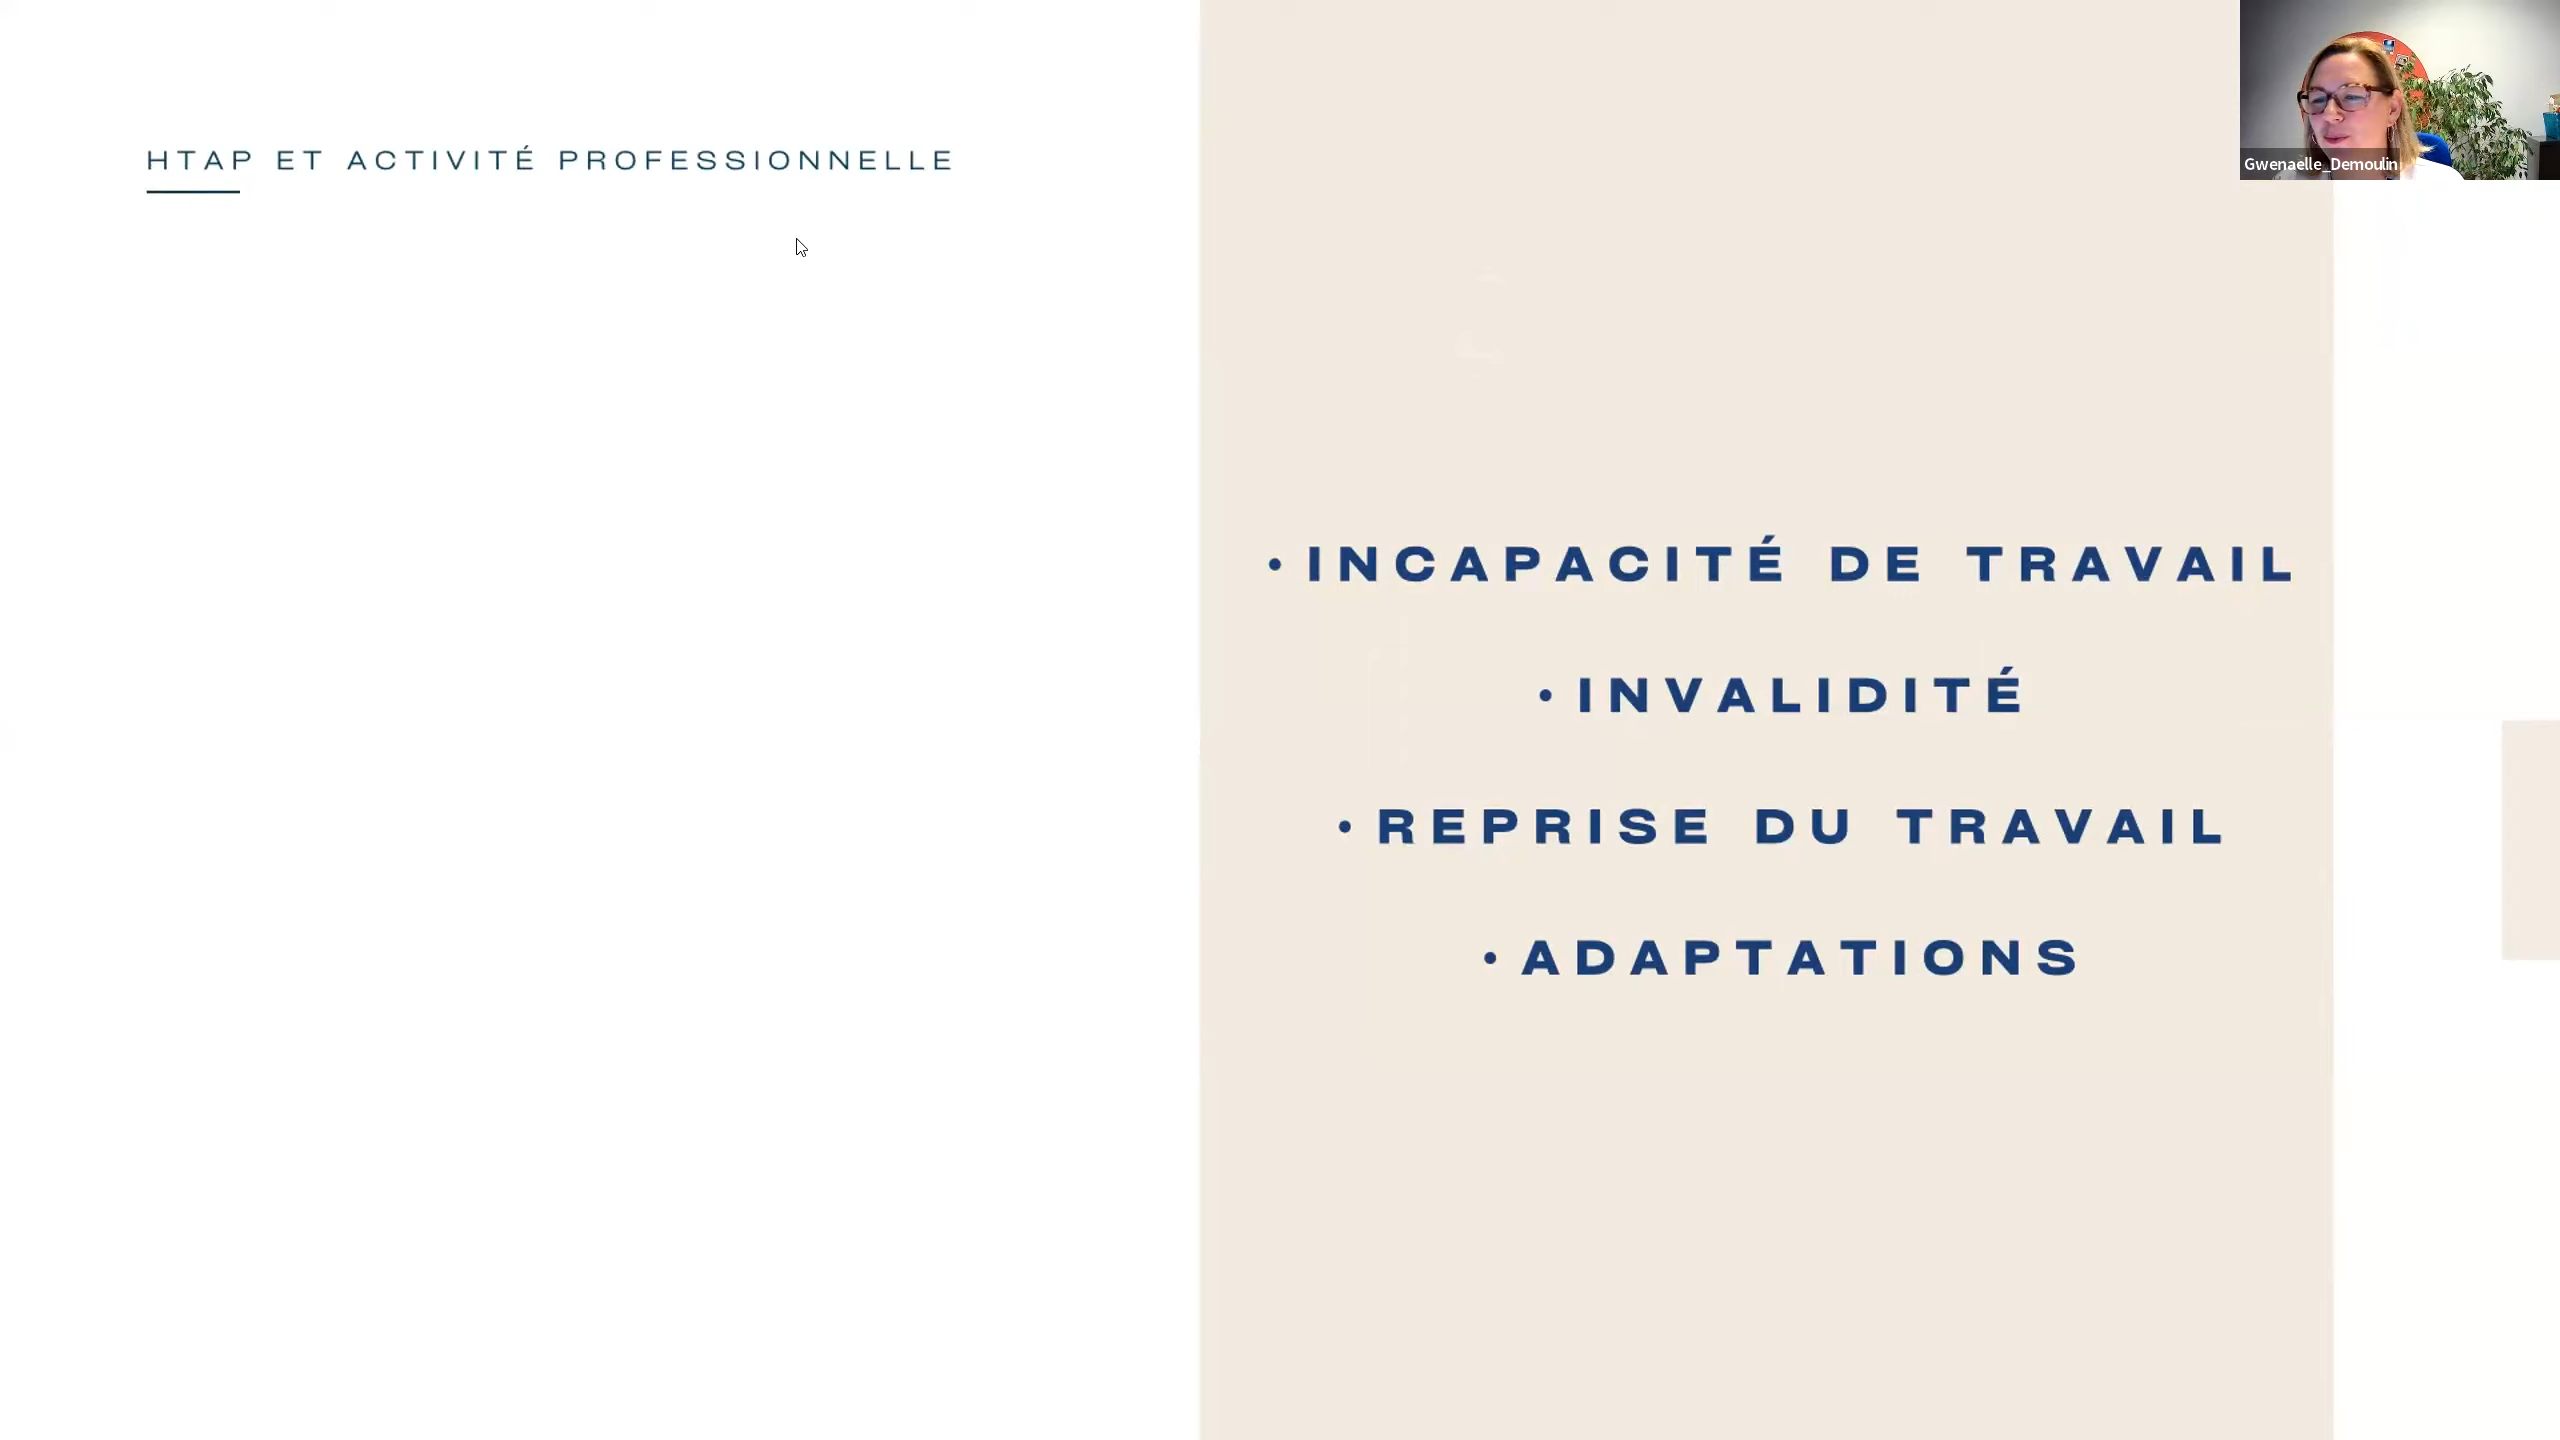 HTAP ET ACTIVITÉ PROFESSIONNELLE
Gwenaelle_Demoulin
• INCAPACITÉ DE TRAVAIL
• INVALIDITÉ
• REPRISE DU TRAVAIL
• ADAPTATIONS